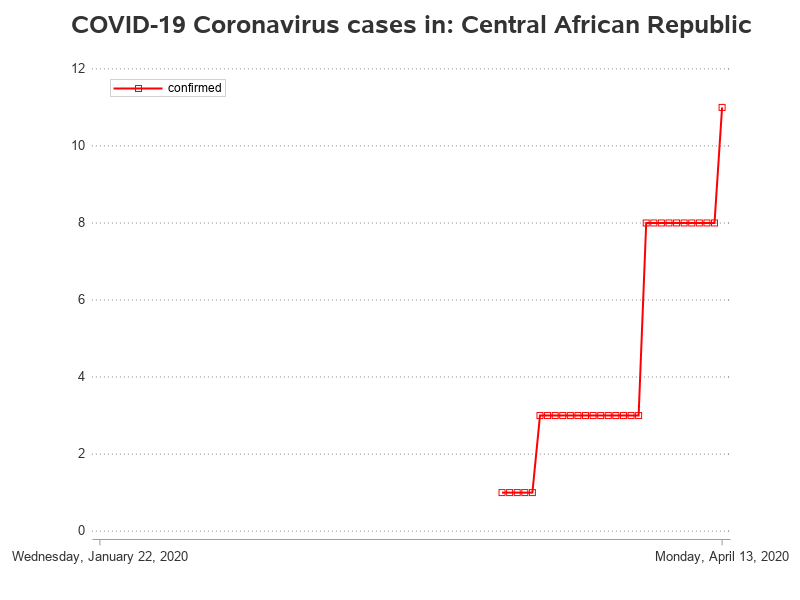 COVID-19 Coronavirus cases in: Central African Republic
12
confirmed
10
8
6
4
2
0
Wednesday, January 22, 2020 Monday, April 13, 2020